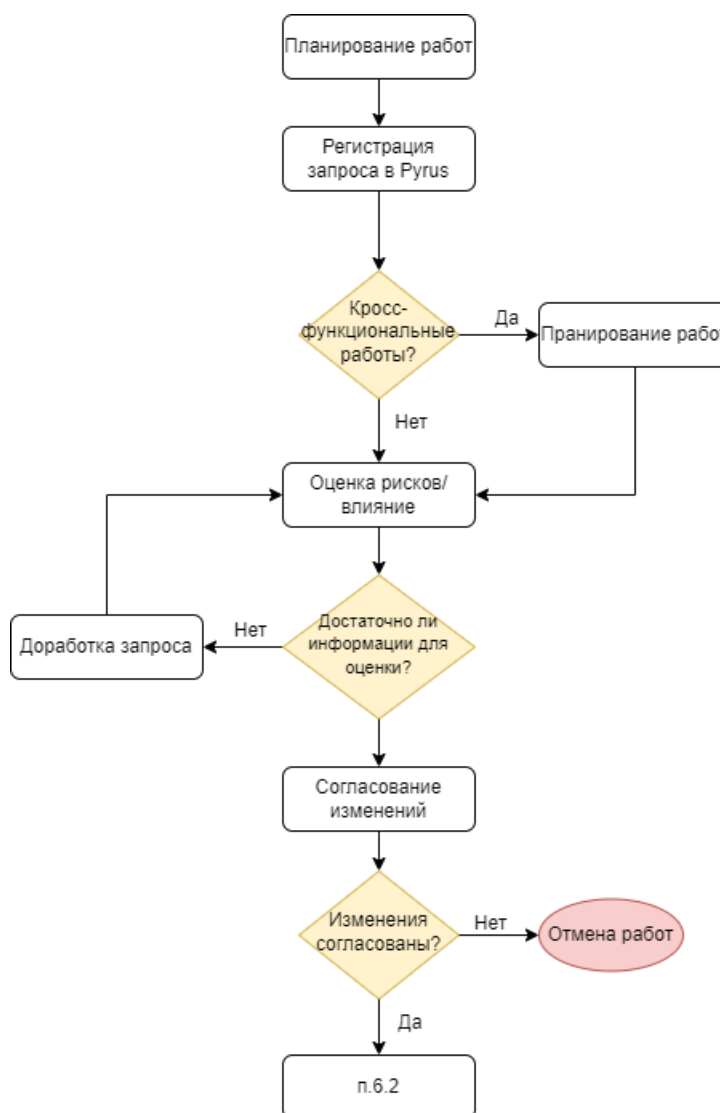 Планирование работ
Регистрация
запроса в Pyrus
Кросс-
функциональные
работы?
Да
Пранирование работ
Нет
Оценка рисков/
влияние
Достаточно ли
информации для
оценки?
Нет
Доработка запроса
Согласование
изменений
Изменения
согласованы?
Нет
Отмена работ
Да
п.6.2